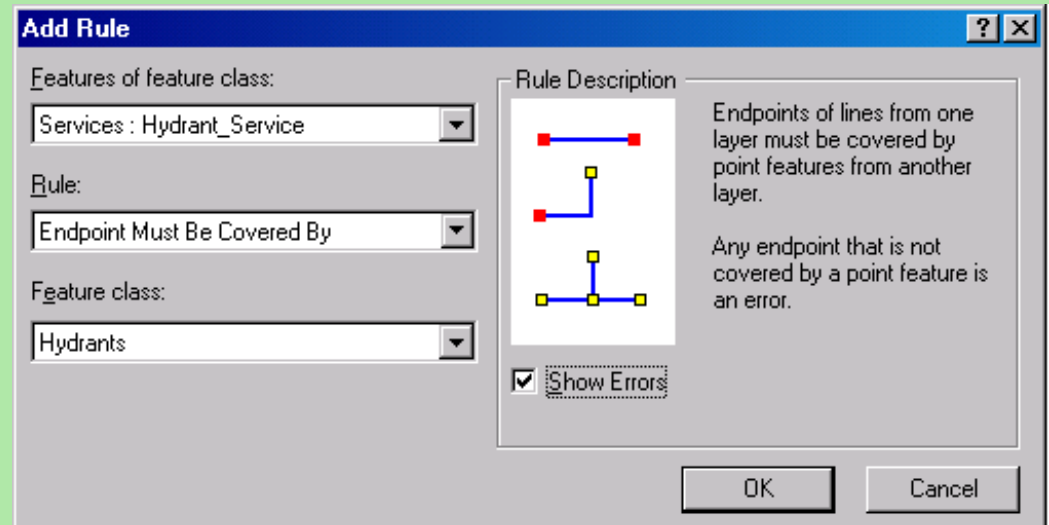 Add Rule
Features of feature class:
Services : Hydrant_Service
Rule:
Endpoint Must Be Covered By
Feature class:
Hydrants
Rule Description
Endpoints of lines from one
layer must be covered by
point features from another
layer.
Any endpoint that is not
covered by a point feature is
an error.
Show Errors
OK
Cancel